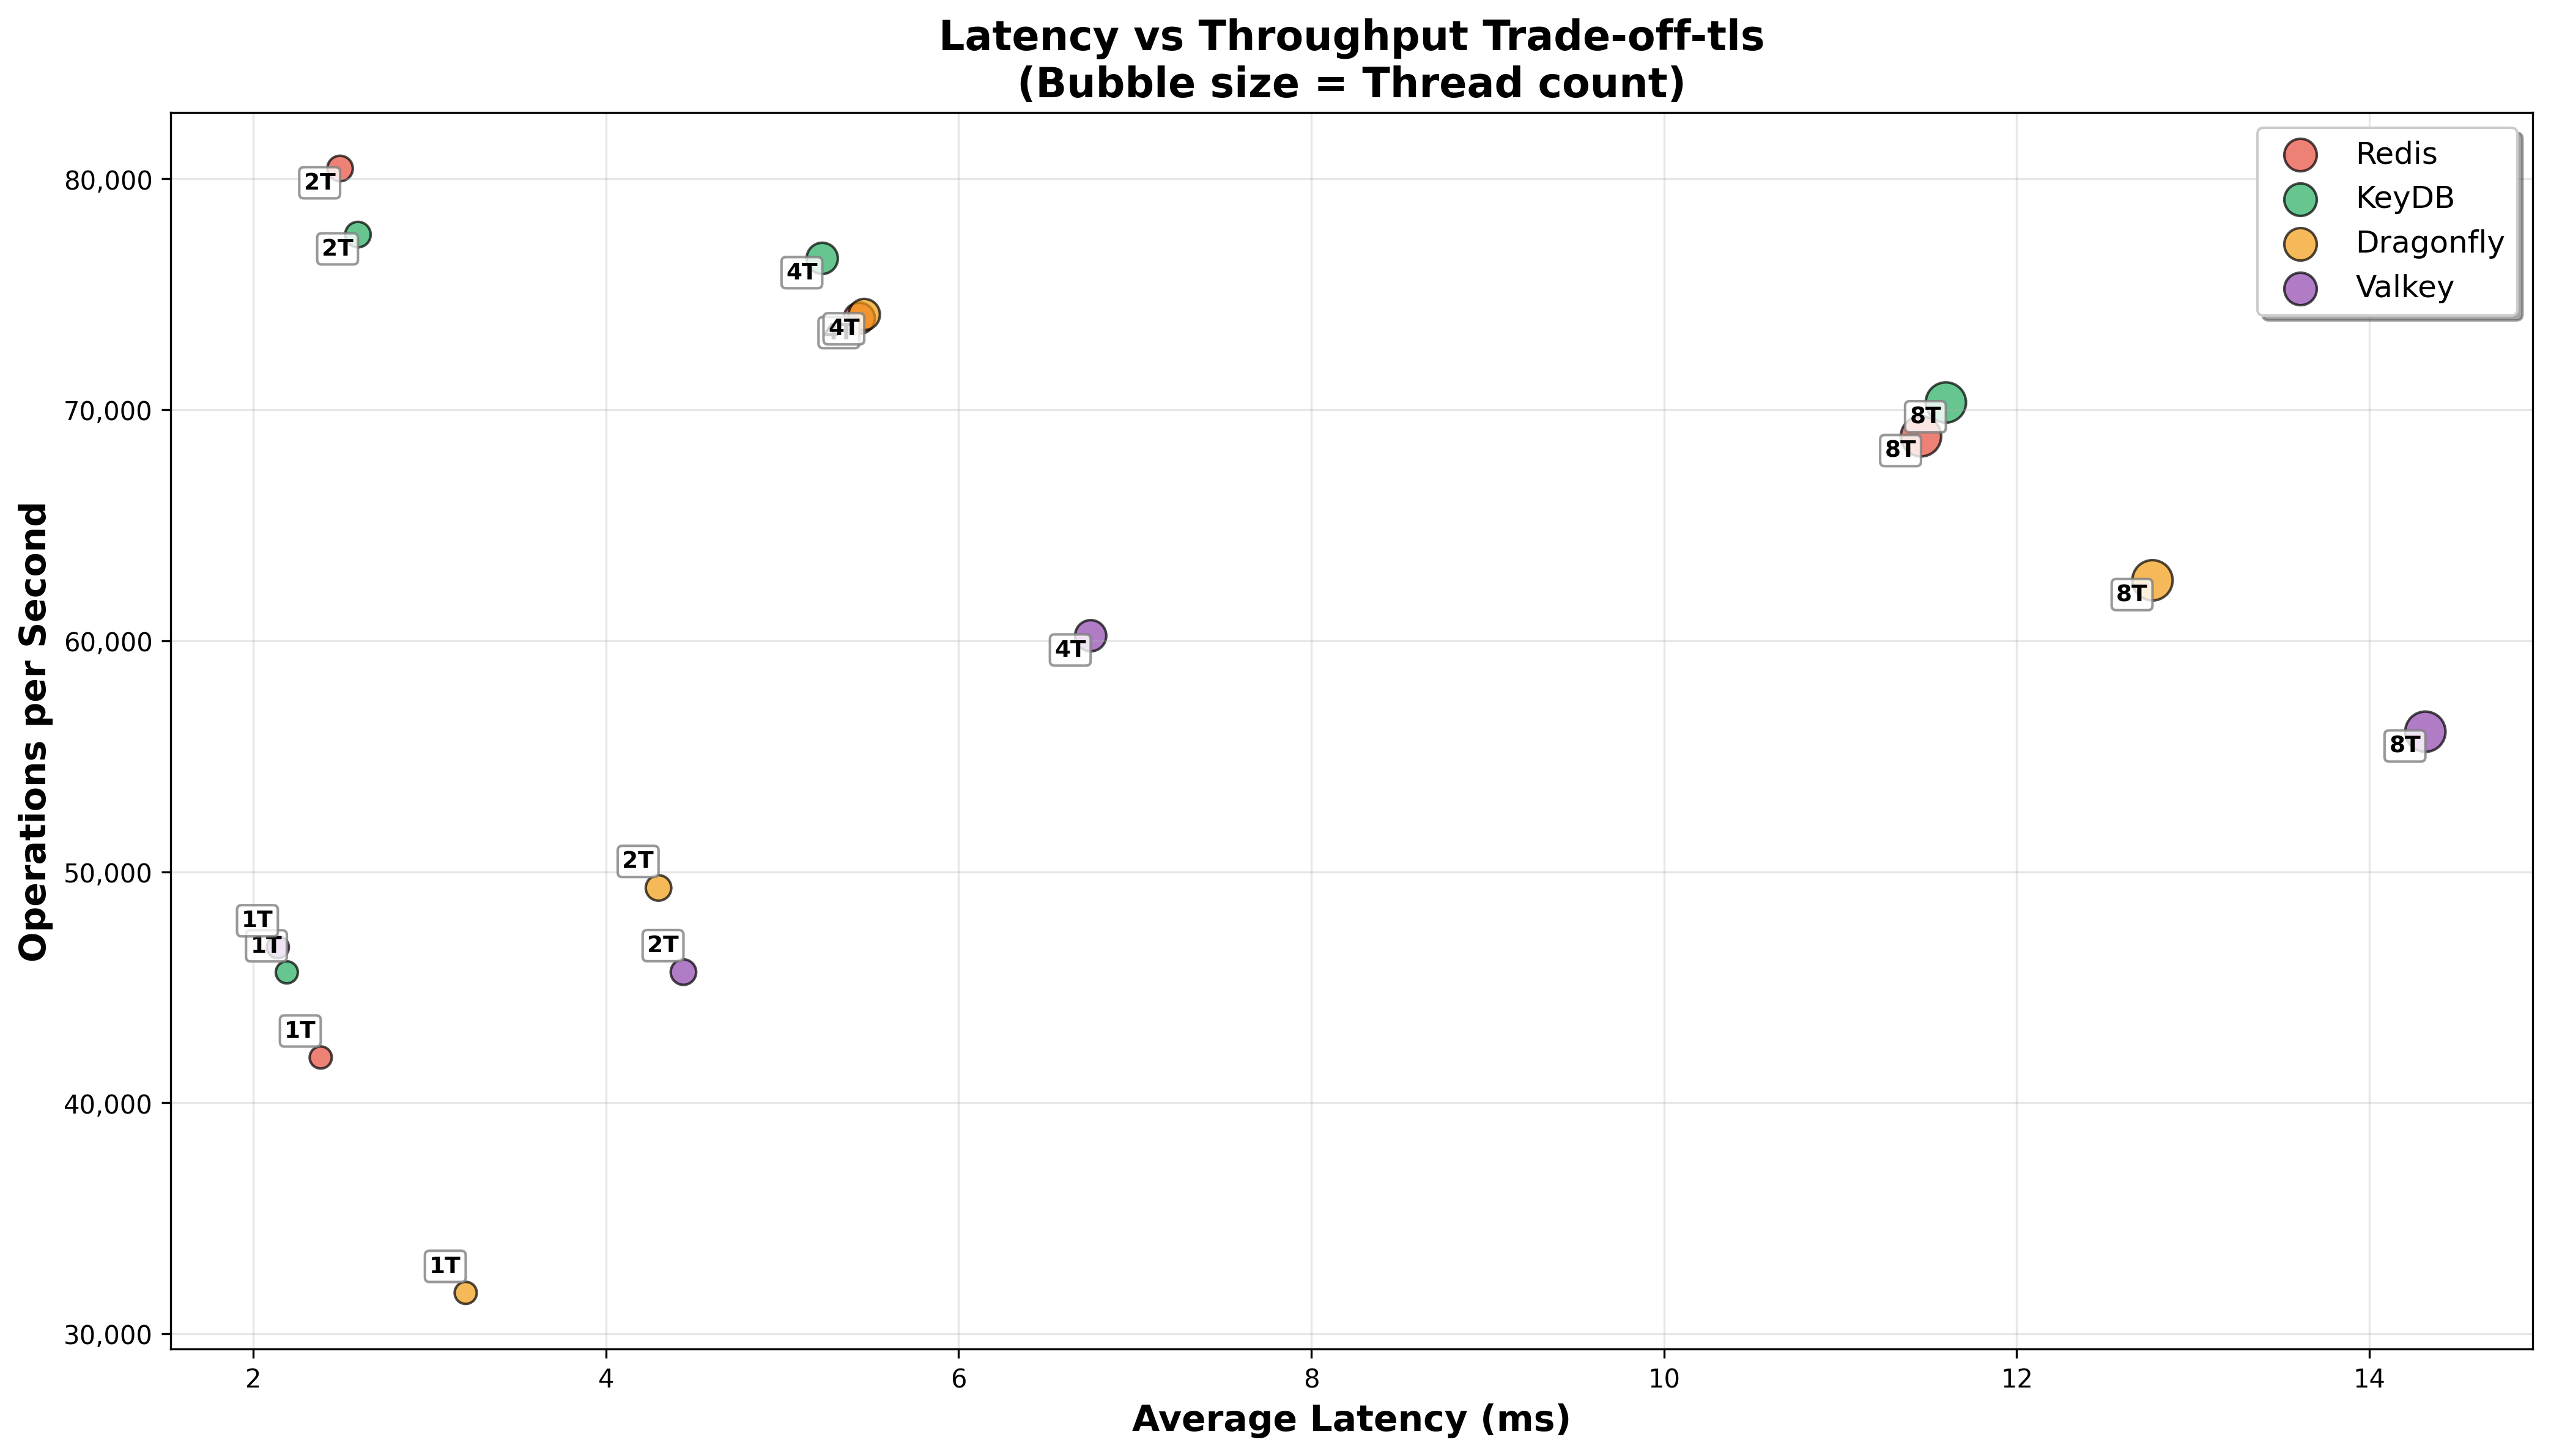 Latency vs Throughput Trade-off-tls
(Bubble size = Thread count)
Redis
KeyDB
Dragonfly
Valkey
Operations per Second
80,000
70,000
60,000
50,000
40,000
30,000
2T
2T
4T
4T
8T
8T
8T
4T
8T
2T
1T
1T
2T
1T
1T
2
4
6
8
10
12
14
Average Latency (ms)